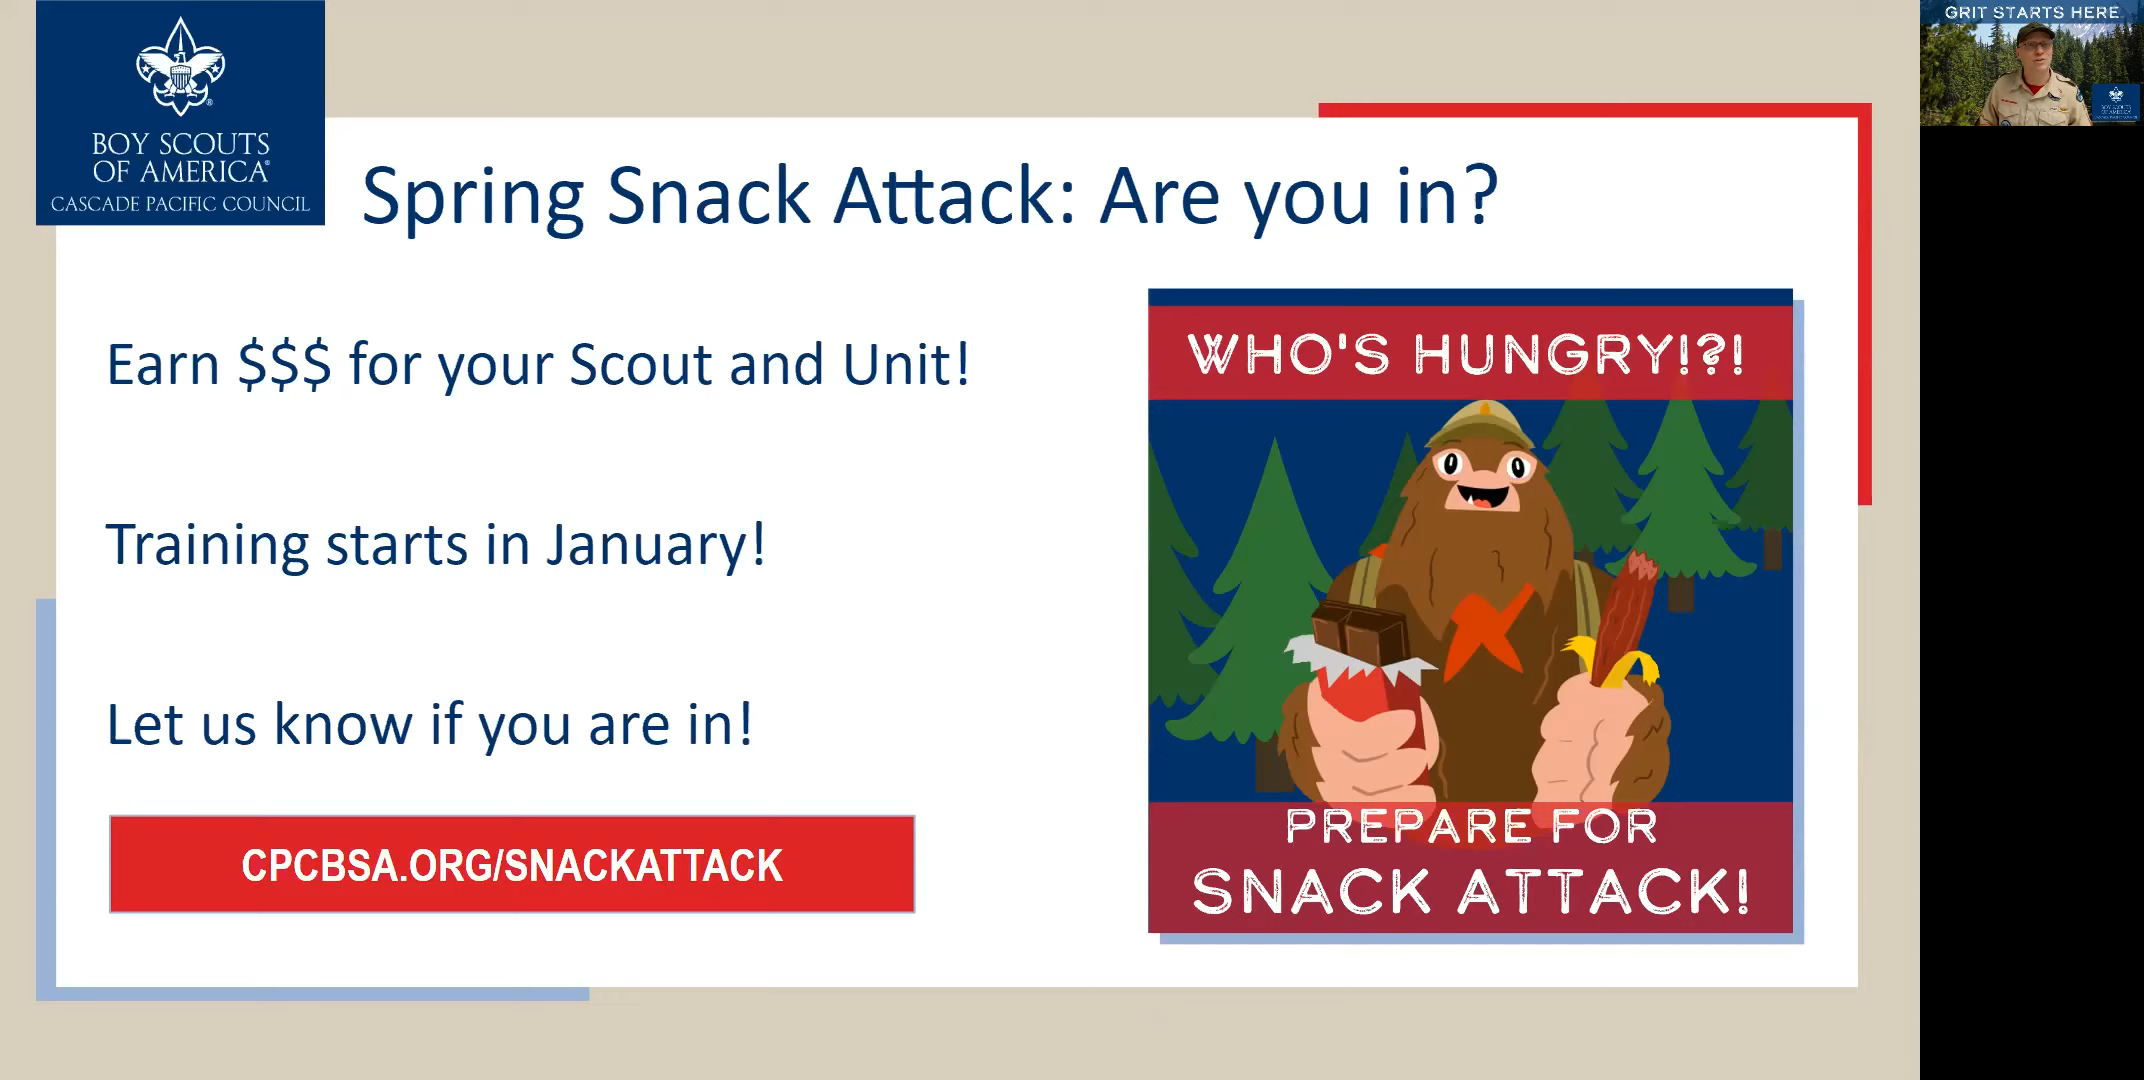 BOY SCOUTS
OF AMERICA®
CASCADE PACIFIC COUNCIL
Spring Snack Attack: Are you in?
Earn $$$ for your Scout and Unit!
Training starts in January!
Let us know if you are in!
CPCBSA.ORG/SNACKATTACK
WHO'S HUNGRY!?!
PREPARE FOR
SNACK ATTACK!
GRIT STARTS HERE